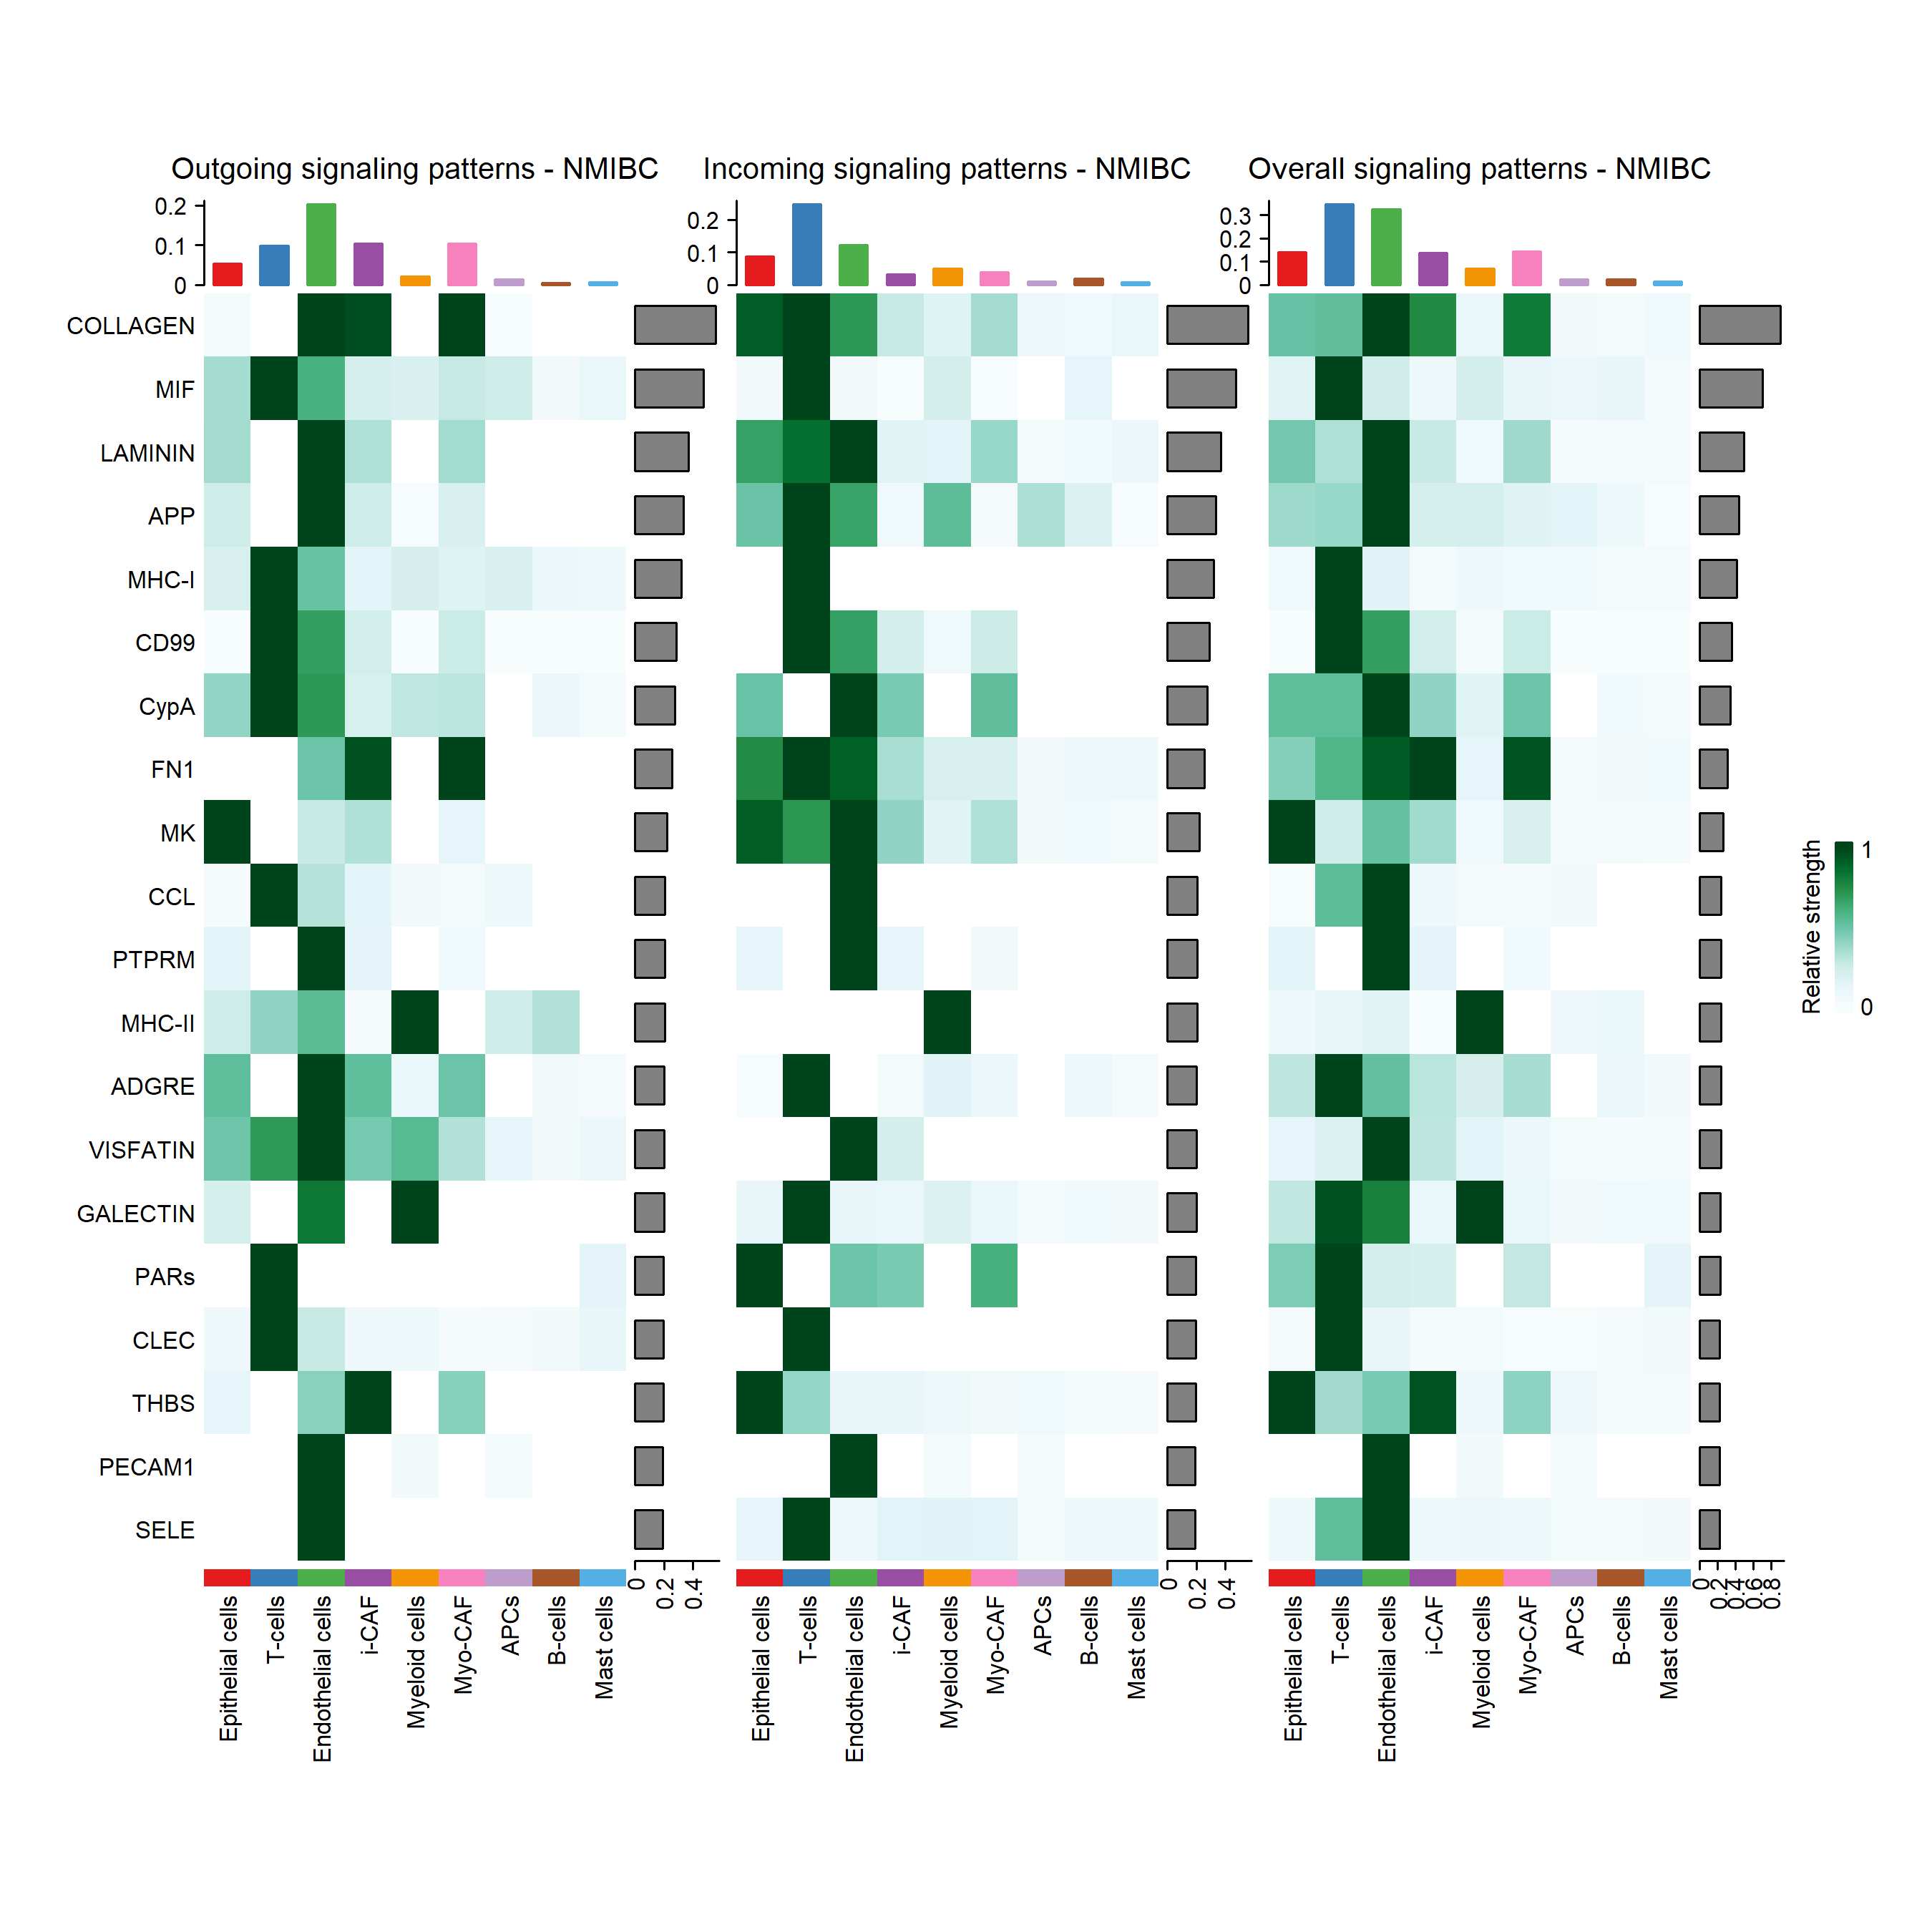 Outgoing signaling patterns - NMIBC
Incoming signaling patterns - NMIBC
Overall signaling patterns - NMIBC
0.2
0.1
0
0.2
0.1
0
0.3
0.2
0.1
0
COLLAGEN
MIF
LAMININ
APP
MHC-I
CD99
CypA
FN1
MK
CCL
PTPRM
MHC-II
ADGRE
VISFATIN
GALECTIN
PARs
CLEC
THBS
PECAM1
SELE
0
0.2
0.4
0
0.2
0.4
0
0.2
0.4
0.6
0.8
Epithelial cells
T-cells
Endothelial cells
i-CAF
Myeloid cells
Myo-CAF
APCs
B-cells
Mast cells
Epithelial cells
T-cells
Endothelial cells
i-CAF
Myeloid cells
Myo-CAF
APCs
B-cells
Mast cells
Epithelial cells
T-cells
Endothelial cells
i-CAF
Myeloid cells
Myo-CAF
APCs
B-cells
Mast cells
Relative strength
1
0